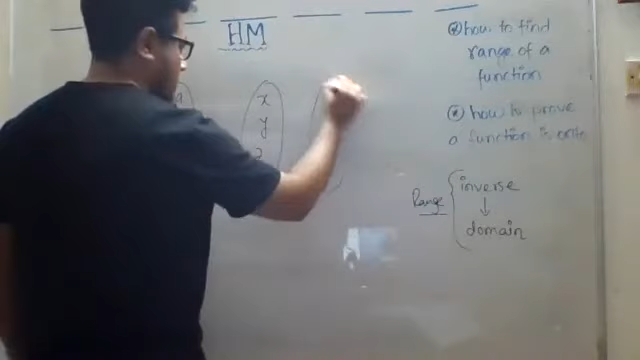 HM
⊛ how to find
range of a
function
⊛ how to prove
a function is onto
a
x
y
Range { inverse
↓
domain